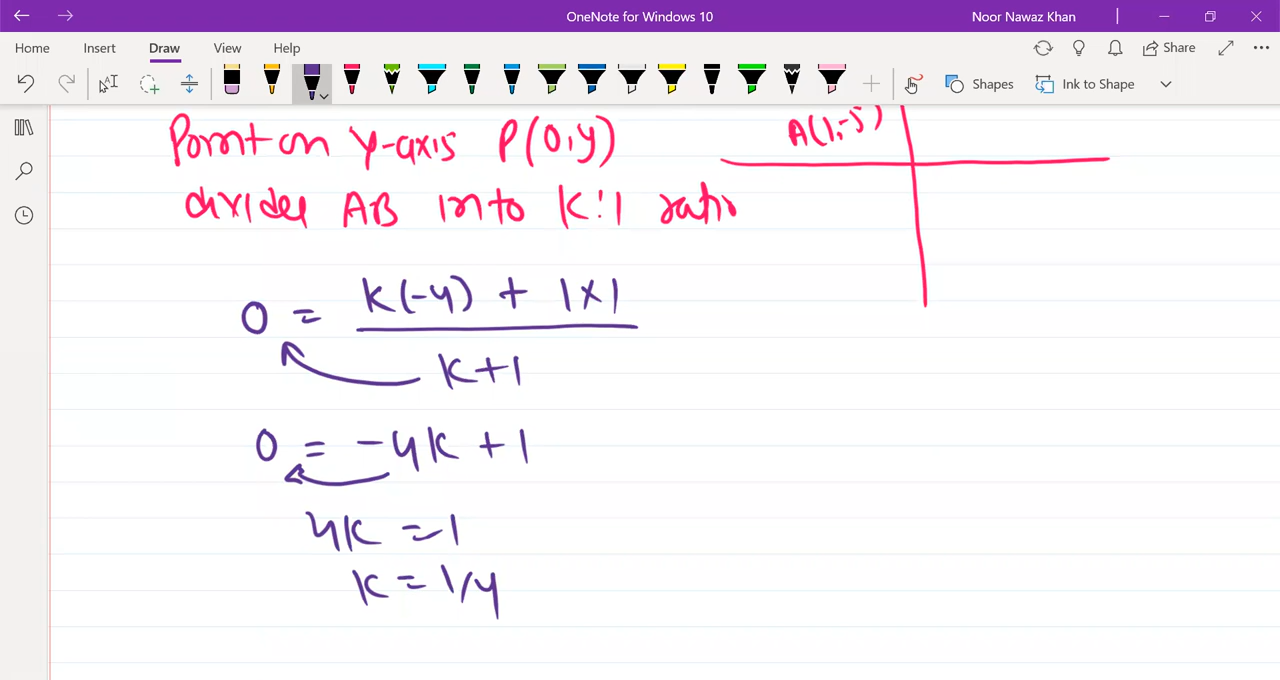 OneNote for Windows 10
Noor Nawaz Khan
Home Insert Draw View Help
Share
Shapes
Ink to Shape
Point on Y-axis P(0,y)
A(1,-5)
divides AB into K:1 ratio
0 = K(-4) + 1×1
K+1
0 = -4K + 1
4K = 1
K = 1/4